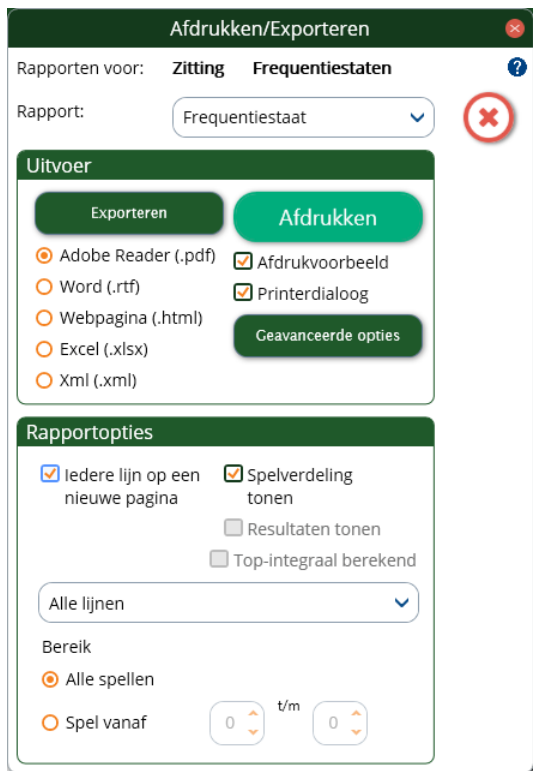 Afdrukken/Exporteren
Rapporten voor: Zitting Frequentiestaten
Rapport: Frequentiestaat
Uitvoer
Exporteren Afdrukken
Adobe Reader (.pdf) Afdrukvoorbeeld
Word (.rtf) Printerdialoog
Webpagina (.html)
Geavanceerde opties
Excel (.xlsx)
Xml (.xml)
Rapportopties
Iedere lijn op een nieuwe pagina
Spelverdeling tonen
Resultaten tonen
Top-integraal berekend
Alle lijnen
Bereik
Alle spellen
Spel vanaf 0 t/m 0